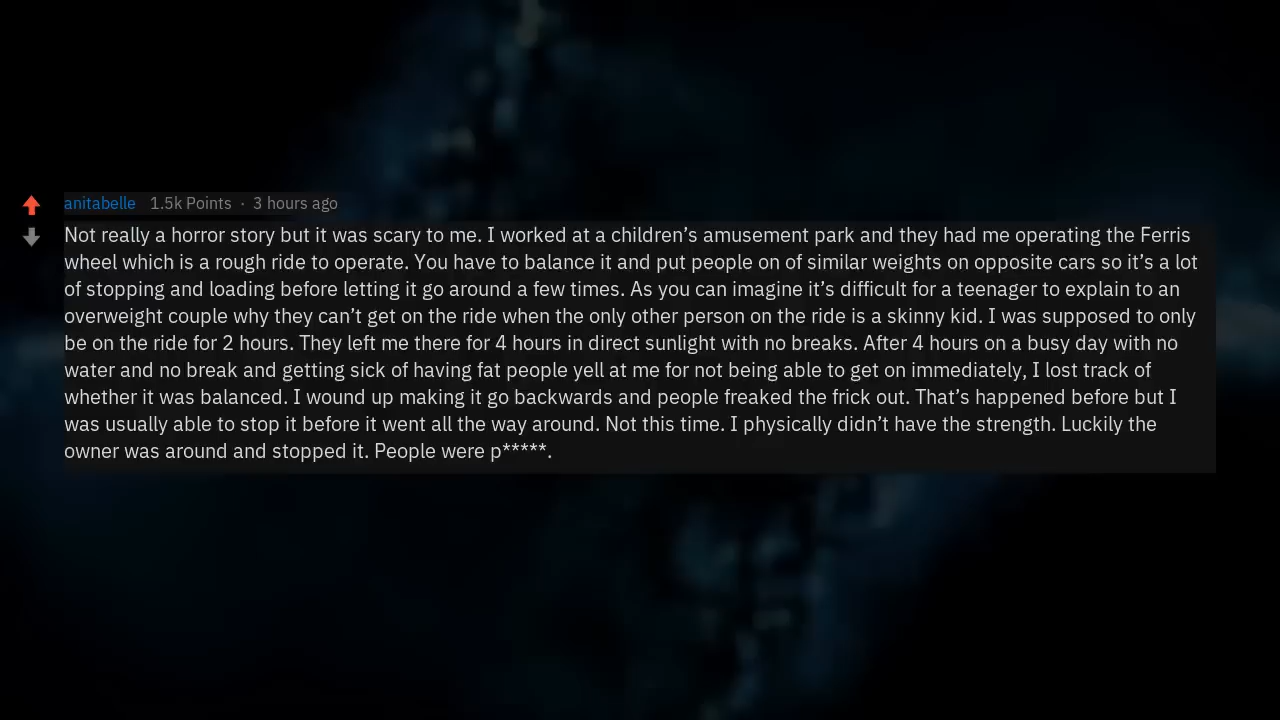 anitabelle 1.5k Points · 3 hours ago
Not really a horror story but it was scary to me. I worked at a children’s amusement park and they had me operating the Ferris
wheel which is a rough ride to operate. You have to balance it and put people on of similar weights on opposite cars so it’s a lot
of stopping and loading before letting it go around a few times. As you can imagine it’s difficult for a teenager to explain to an
overweight couple why they can’t get on the ride when the only other person on the ride is a skinny kid. I was supposed to only
be on the ride for 2 hours. They left me there for 4 hours in direct sunlight with no breaks. After 4 hours on a busy day with no
water and no break and getting sick of having fat people yell at me for not being able to get on immediately, I lost track of
whether it was balanced. I wound up making it go backwards and people freaked the frick out. That’s happened before but I
was usually able to stop it before it went all the way around. Not this time. I physically didn’t have the strength. Luckily the
owner was around and stopped it. People were p*****.